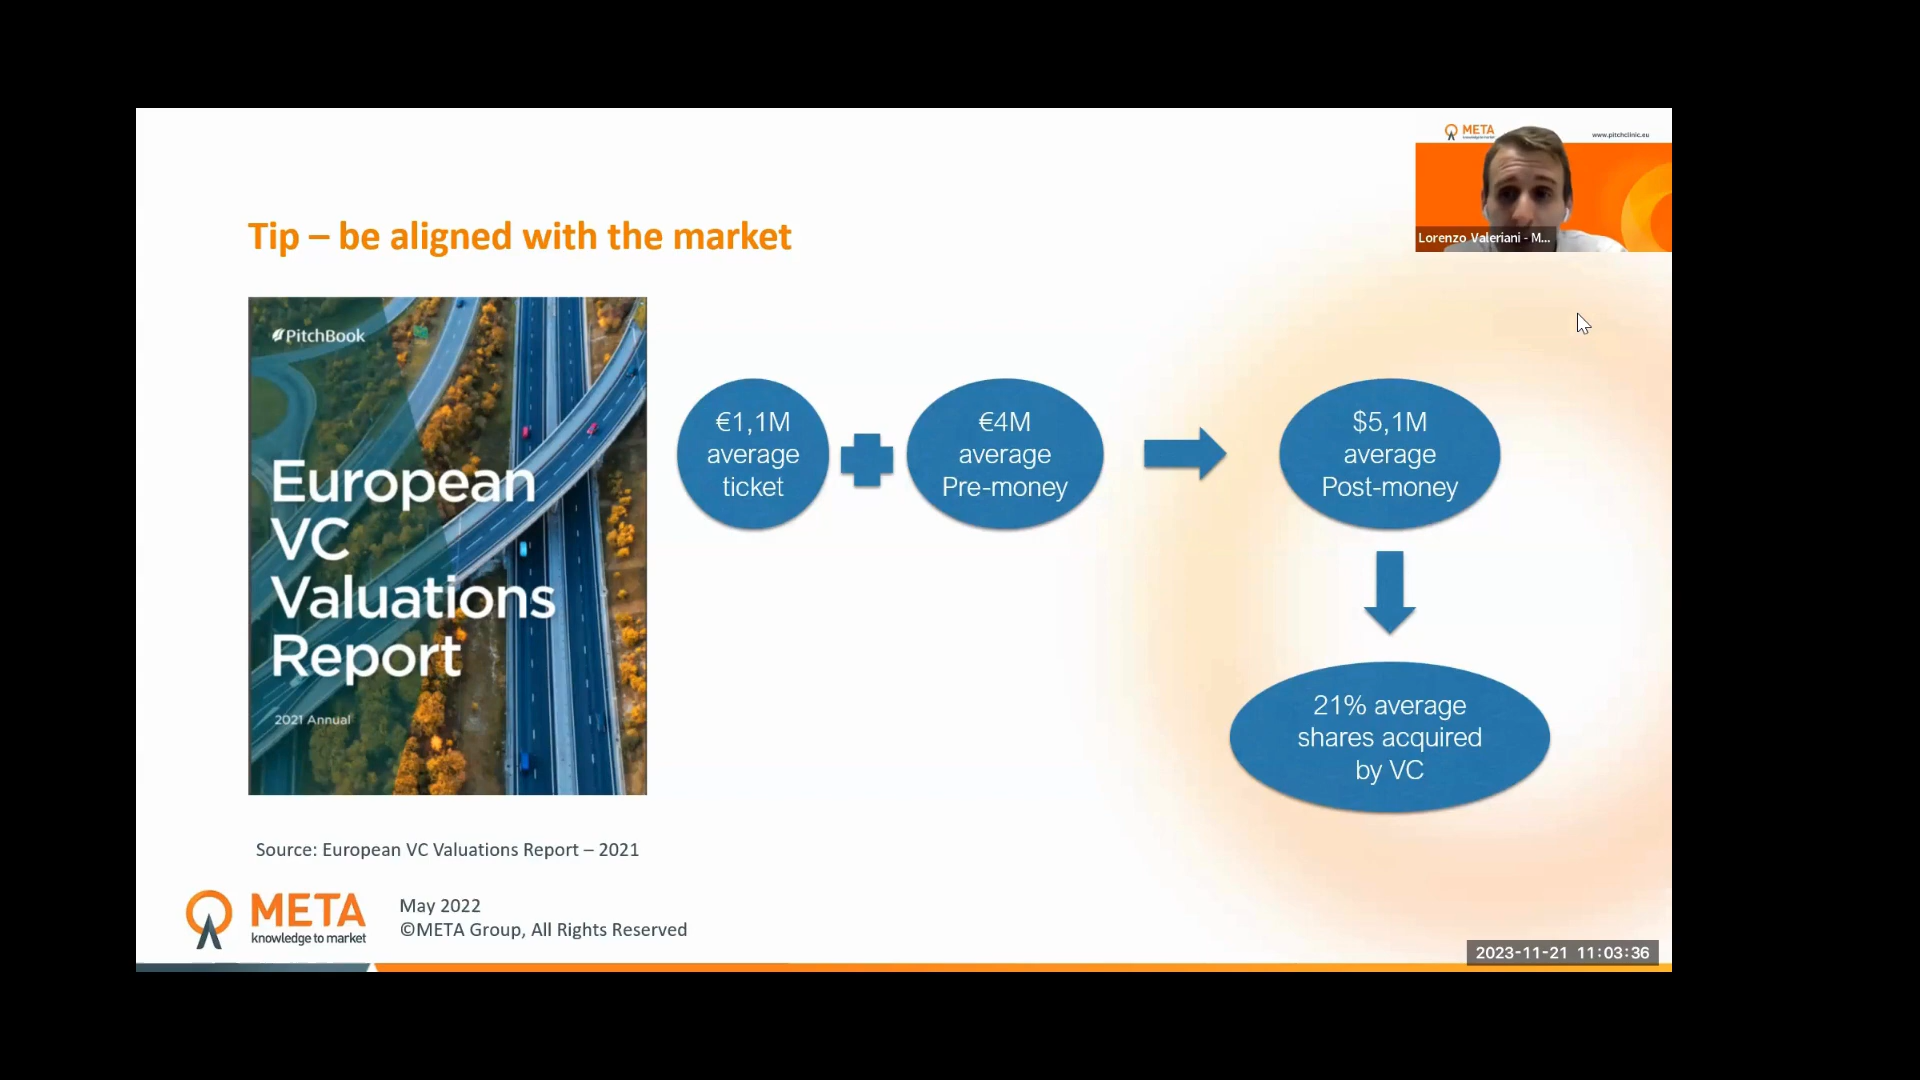 META
www.pitchclinic.eu
Lorenzo Valeriani - M...
Tip – be aligned with the market
PitchBook
European
VC
Valuations
Report
2021 Annual
€1,1M
average
ticket
€4M
average
Pre-money
$5,1M
average
Post-money
21% average
shares acquired
by VC
Source: European VC Valuations Report – 2021
META
knowledge to market
May 2022
©META Group, All Rights Reserved
2023-11-21 11:03:36